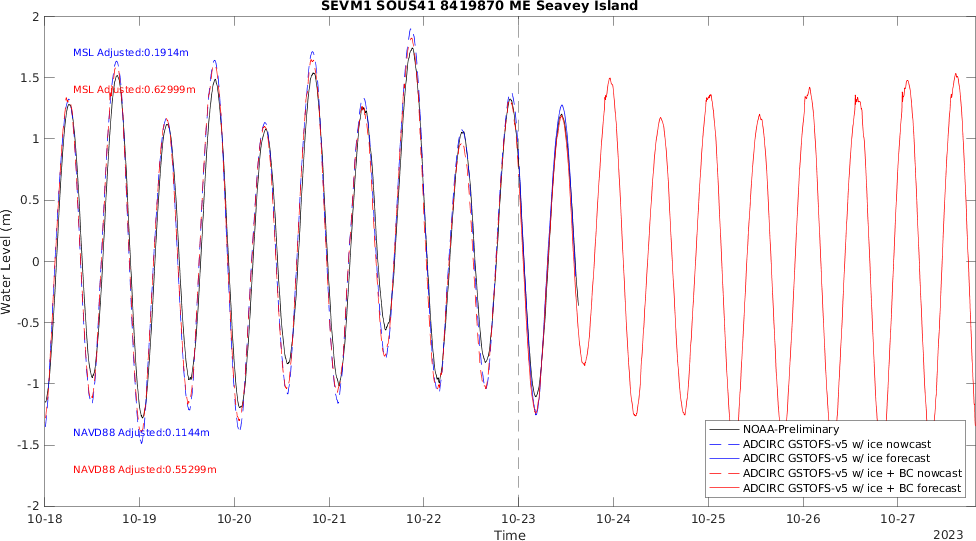 SEVM1 SOUS41 8419870 ME Seavey Island
2
1.5
1
0.5
0
-0.5
-1
-1.5
-2
Water Level (m)
MSL Adjusted:0.1914m
MSL Adjusted:0.62999m
NAVD88 Adjusted:0.1144m
NAVD88 Adjusted:0.55299m
NOAA-Preliminary
ADCIRC GSTOFS-v5 w/ ice nowcast
ADCIRC GSTOFS-v5 w/ ice forecast
ADCIRC GSTOFS-v5 w/ ice + BC nowcast
ADCIRC GSTOFS-v5 w/ ice + BC forecast
10-18 10-19 10-20 10-21 10-22 10-23 10-24 10-25 10-26 10-27
Time
2023